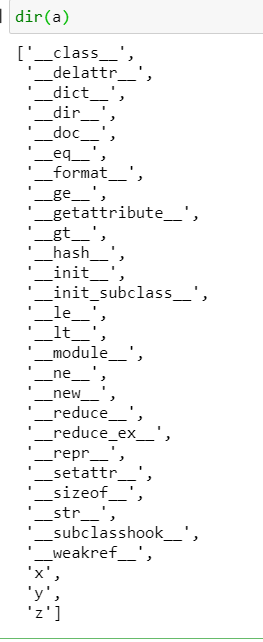 dir(a)
['__class__',
'__delattr__',
'__dict__',
'__dir__',
'__doc__',
'__eq__',
'__format__',
'__ge__',
'__getattribute__',
'__gt__',
'__hash__',
'__init__',
'__init_subclass__',
'__le__',
'__lt__',
'__module__',
'__ne__',
'__new__',
'__reduce__',
'__reduce_ex__',
'__repr__',
'__setattr__',
'__sizeof__',
'__str__',
'__subclasshook__',
'__weakref__',
'x',
'y',
'z']